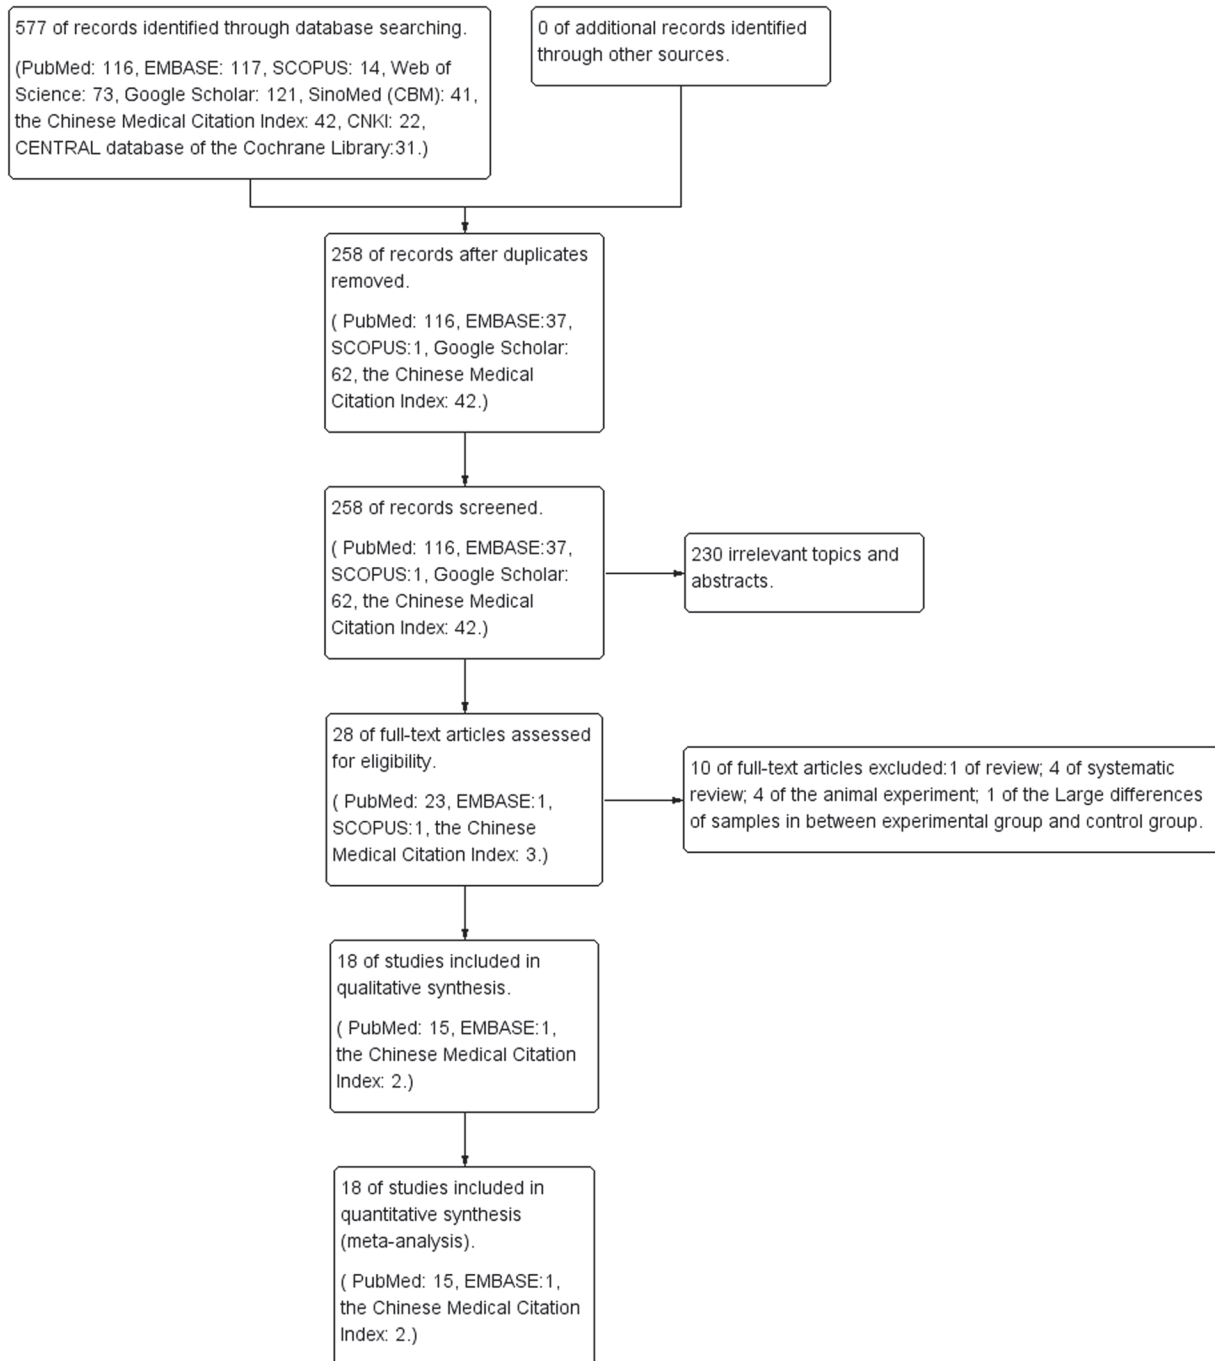 577 of records identified through database searching.
(PubMed: 116, EMBASE: 117, SCOPUS: 14, Web of
Science: 73, Google Scholar: 121, SinoMed (CBM): 41,
the Chinese Medical Citation Index: 42, CNKI: 22,
CENTRAL database of the Cochrane Library:31.)
0 of additional records identified
through other sources.
258 of records after duplicates
removed.
( PubMed: 116, EMBASE:37,
SCOPUS:1, Google Scholar:
62, the Chinese Medical
Citation Index: 42.)
258 of records screened.
( PubMed: 116, EMBASE:37,
SCOPUS:1, Google Scholar:
62, the Chinese Medical
Citation Index: 42.)
230 irrelevant topics and
abstracts.
28 of full-text articles assessed
for eligibility.
( PubMed: 23, EMBASE:1,
SCOPUS:1, the Chinese
Medical Citation Index: 3.)
10 of full-text articles excluded:1 of review; 4 of systematic
review; 4 of the animal experiment; 1 of the Large differences
of samples in between experimental group and control group.
18 of studies included in
qualitative synthesis.
( PubMed: 15, EMBASE:1,
the Chinese Medical Citation
Index: 2.)
18 of studies included in
quantitative synthesis
(meta-analysis).
( PubMed: 15, EMBASE:1,
the Chinese Medical Citation
Index: 2.)